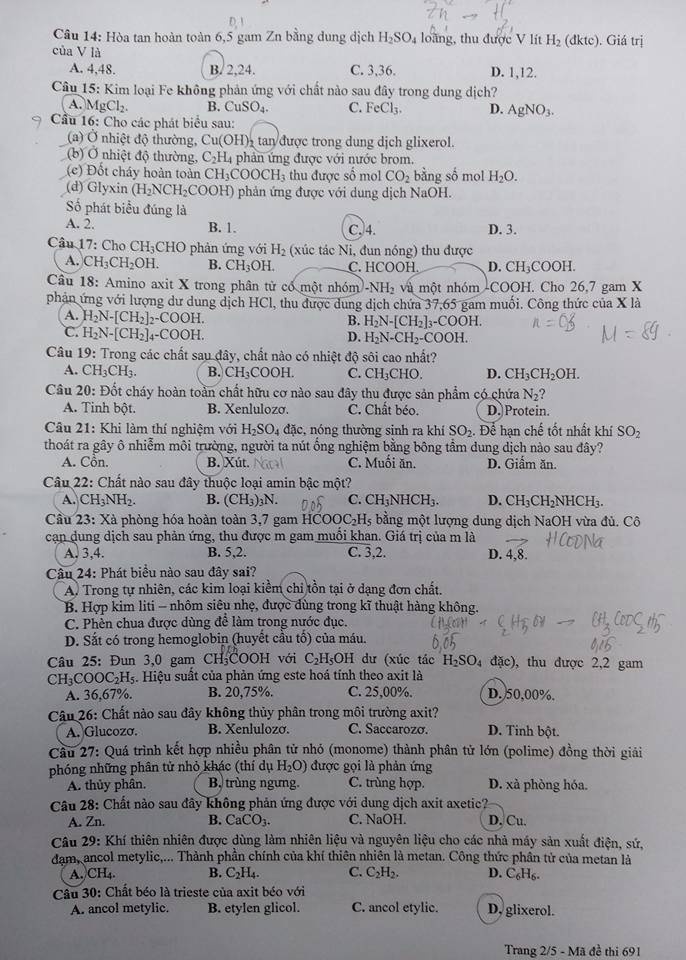 0,1
Zn → H
Câu 14: Hòa tan hoàn toàn 6,5 gam Zn bằng dung dịch H₂SO₄ loãng, thu được V lít H₂ (đktc). Giá trị
của V là
A. 4,48. B. 2,24. C. 3,36. D. 1,12.
Câu 15: Kim loại Fe không phản ứng với chất nào sau đây trong dung dịch?
A. MgCl₂. B. CuSO₄. C. FeCl₃. D. AgNO₃.
? Câu 16: Cho các phát biểu sau:
(a) Ở nhiệt độ thường, Cu(OH)₂ tan được trong dung dịch glixerol.
(b) Ở nhiệt độ thường, C₂H₄ phản ứng được với nước brom.
(c) Đốt cháy hoàn toàn CH₃COOCH₃ thu được số mol CO₂ bằng số mol H₂O.
(d) Glyxin (H₂NCH₂COOH) phản ứng được với dung dịch NaOH.
Số phát biểu đúng là
A. 2. B. 1. C. 4. D. 3.
Câu 17: Cho CH₃CHO phản ứng với H₂ (xúc tác Ni, đun nóng) thu được
A. CH₃CH₂OH. B. CH₃OH. C. HCOOH. D. CH₃COOH.
Câu 18: Amino axit X trong phân tử có một nhóm -NH₂ và một nhóm -COOH. Cho 26,7 gam X
phản ứng với lượng dư dung dịch HCl, thu được dung dịch chứa 37,65 gam muối. Công thức của X là
A. H₂N-[CH₂]₂-COOH. B. H₂N-[CH₂]₃-COOH. n = 0,3
C. H₂N-[CH₂]₄-COOH. D. H₂N-CH₂-COOH. M = 89
Câu 19: Trong các chất sau đây, chất nào có nhiệt độ sôi cao nhất?
A. CH₃CH₃. B. CH₃COOH. C. CH₃CHO. D. CH₃CH₂OH.
Câu 20: Đốt cháy hoàn toàn chất hữu cơ nào sau đây thu được sản phẩm có chứa N₂?
A. Tinh bột. B. Xenlulozơ. C. Chất béo. D. Protein.
Câu 21: Khi làm thí nghiệm với H₂SO₄ đặc, nóng thường sinh ra khí SO₂. Để hạn chế tốt nhất khí SO₂
thoát ra gây ô nhiễm môi trường, người ta nút ống nghiệm bằng bông tẩm dung dịch nào sau đây?
A. Cồn. B. Xút. C. Muối ăn. D. Giấm ăn.
Câu 22: Chất nào sau đây thuộc loại amin bậc một?
A. CH₃NH₂. B. (CH₃)₃N. C. CH₃NHCH₃. D. CH₃CH₂NHCH₃.
0,05
Câu 23: Xà phòng hóa hoàn toàn 3,7 gam HCOOC₂H₅ bằng một lượng dung dịch NaOH vừa đủ. Cô
cạn dung dịch sau phản ứng, thu được m gam muối khan. Giá trị của m là → HCOONa
A. 3,4. B. 5,2. C. 3,2. D. 4,8.
Câu 24: Phát biểu nào sau đây sai?
A. Trong tự nhiên, các kim loại kiềm chỉ tồn tại ở dạng đơn chất.
B. Hợp kim liti – nhôm siêu nhẹ, được dùng trong kĩ thuật hàng không.
C. Phèn chua được dùng để làm trong nước đục. CH₃COOH + C₂H₅OH → CH₃COOC₂H₅
D. Sắt có trong hemoglobin (huyết cầu tố) của máu. 0,05
Câu 25: Đun 3,0 gam CH₃COOH với C₂H₅OH dư (xúc tác H₂SO₄ đặc), thu được 2,2 gam
CH₃COOC₂H₅. Hiệu suất của phản ứng este hoá tính theo axit là
A. 36,67%. B. 20,75%. C. 25,00%. D. 50,00%.
Câu 26: Chất nào sau đây không thủy phân trong môi trường axit?
A. Glucozơ. B. Xenlulozơ. C. Saccarozơ. D. Tinh bột.
Câu 27: Quá trình kết hợp nhiều phân tử nhỏ (monome) thành phân tử lớn (polime) đồng thời giải
phóng những phân tử nhỏ khác (thí dụ H₂O) được gọi là phản ứng
A. thủy phân. B. trùng ngưng. C. trùng hợp. D. xà phòng hóa.
Câu 28: Chất nào sau đây không phản ứng được với dung dịch axit axetic?
A. Zn. B. CaCO₃. C. NaOH. D. Cu.
Câu 29: Khí thiên nhiên được dùng làm nhiên liệu và nguyên liệu cho các nhà máy sản xuất điện, sứ,
đạm, ancol metylic,... Thành phần chính của khí thiên nhiên là metan. Công thức phân tử của metan là
A. CH₄. B. C₂H₄. C. C₂H₂. D. C₆H₆.
Câu 30: Chất béo là trieste của axit béo với
A. ancol metylic. B. etylen glicol. C. ancol etylic. D. glixerol.
Trang 2/5 - Mã đề thi 691